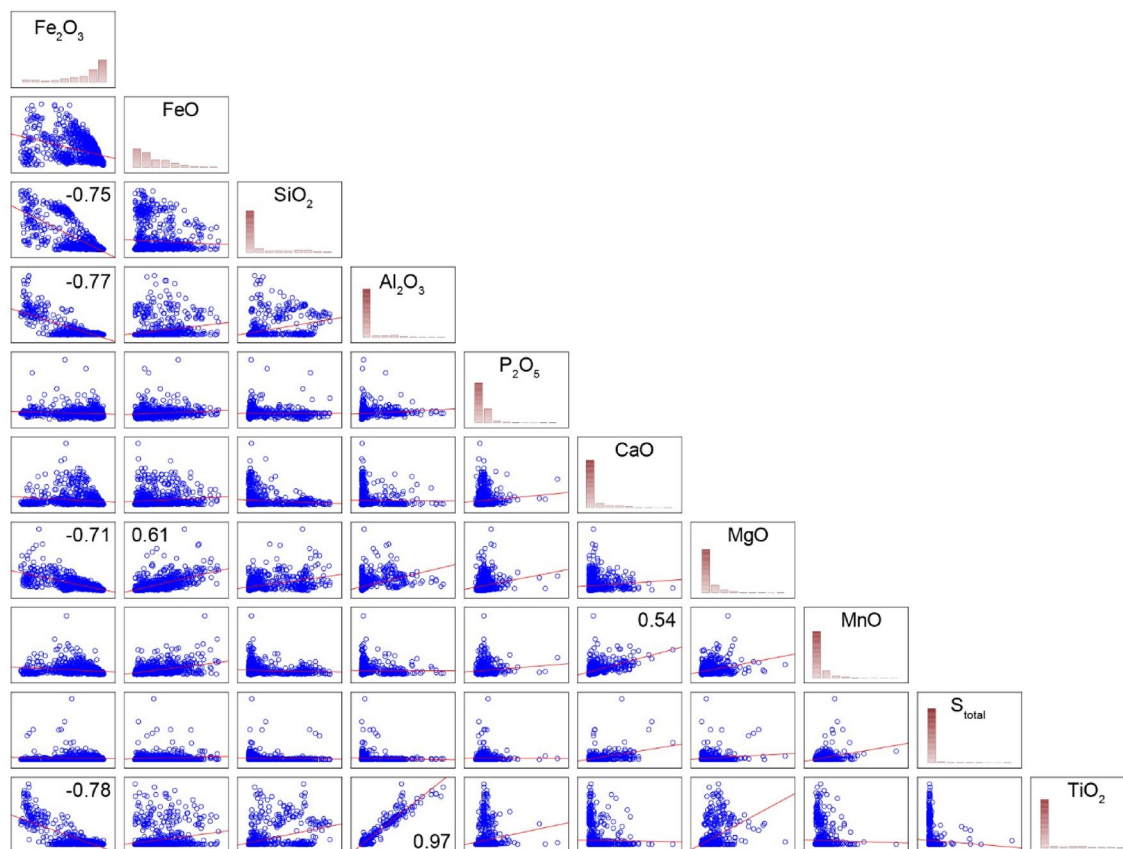 Fe₂O₃
FeO
-0.75
SiO₂
-0.77
Al₂O₃
P₂O₅
CaO
-0.71
0.61
MgO
0.54
MnO
S_total
-0.78
0.97
TiO₂